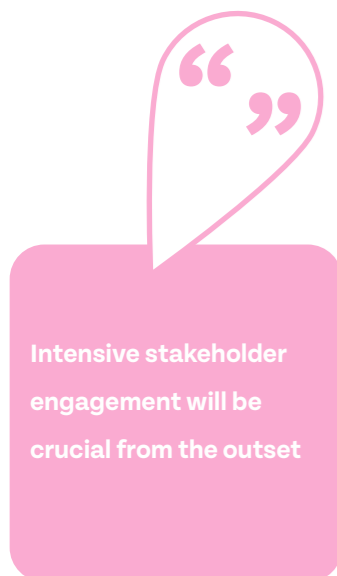 “
”
Intensive stakeholder
engagement will be
crucial from the outset